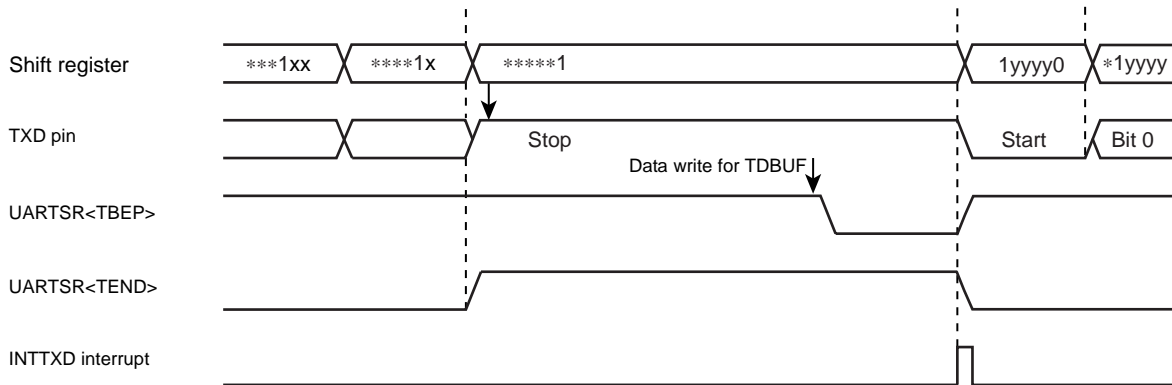 Shift register
***1xx
****1x
*****1
1yyyy0
*1yyyy
TXD pin
Stop
Start
Bit 0
Data write for TDBUF
UARTSR<TBEP>
UARTSR<TEND>
INTTXD interrupt